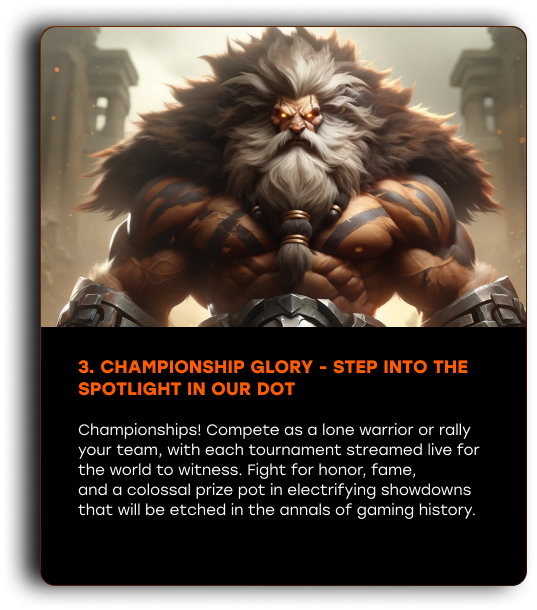 3. CHAMPIONSHIP GLORY - STEP INTO THE
SPOTLIGHT IN OUR DOT
Championships! Compete as a lone warrior or rally
your team, with each tournament streamed live for
the world to witness. Fight for honor, fame,
and a colossal prize pot in electrifying showdowns
that will be etched in the annals of gaming history.